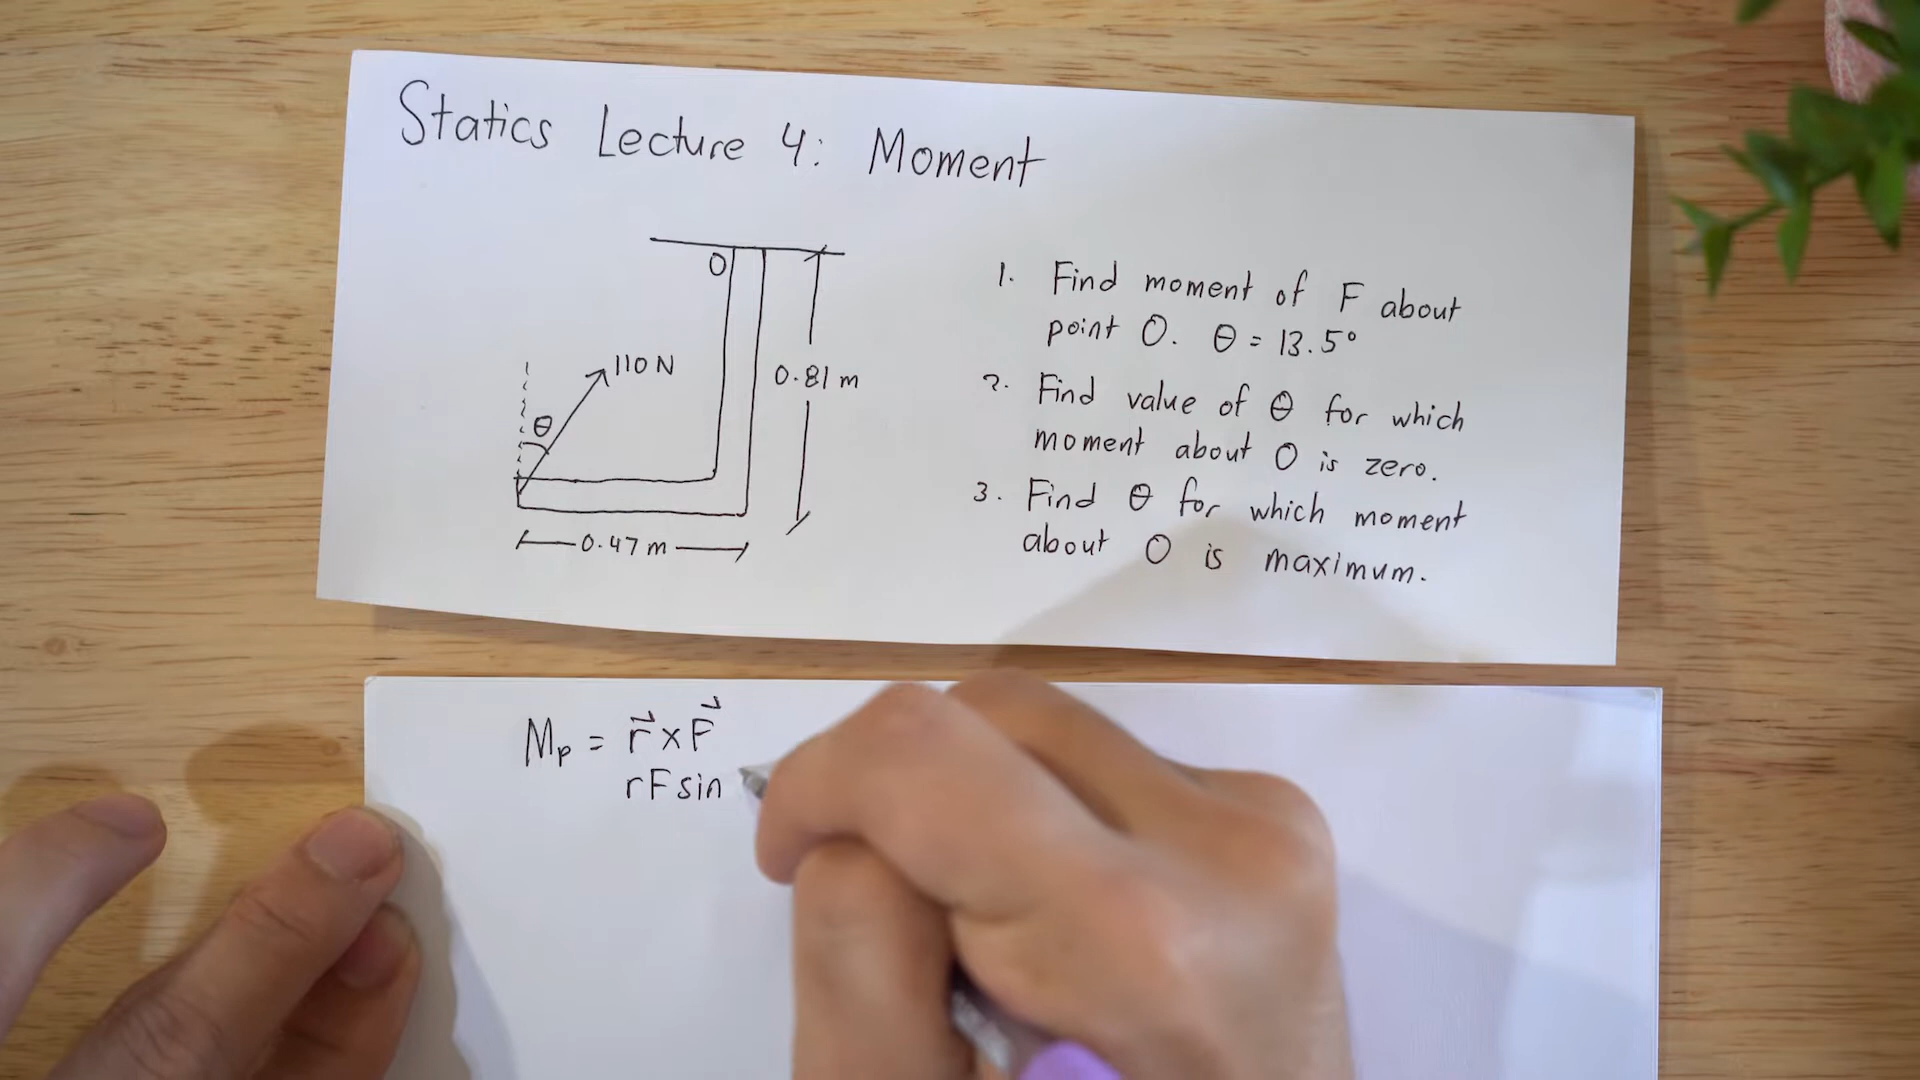 Statics Lecture 4: Moment
O
110 N
θ
0.81 m
0.47 m
1. Find moment of F about
point O. θ = 13.5°
2. Find value of θ for which
moment about O is zero.
3. Find θ for which moment
about O is maximum.
Mp = r⃗ × F⃗
rF sin